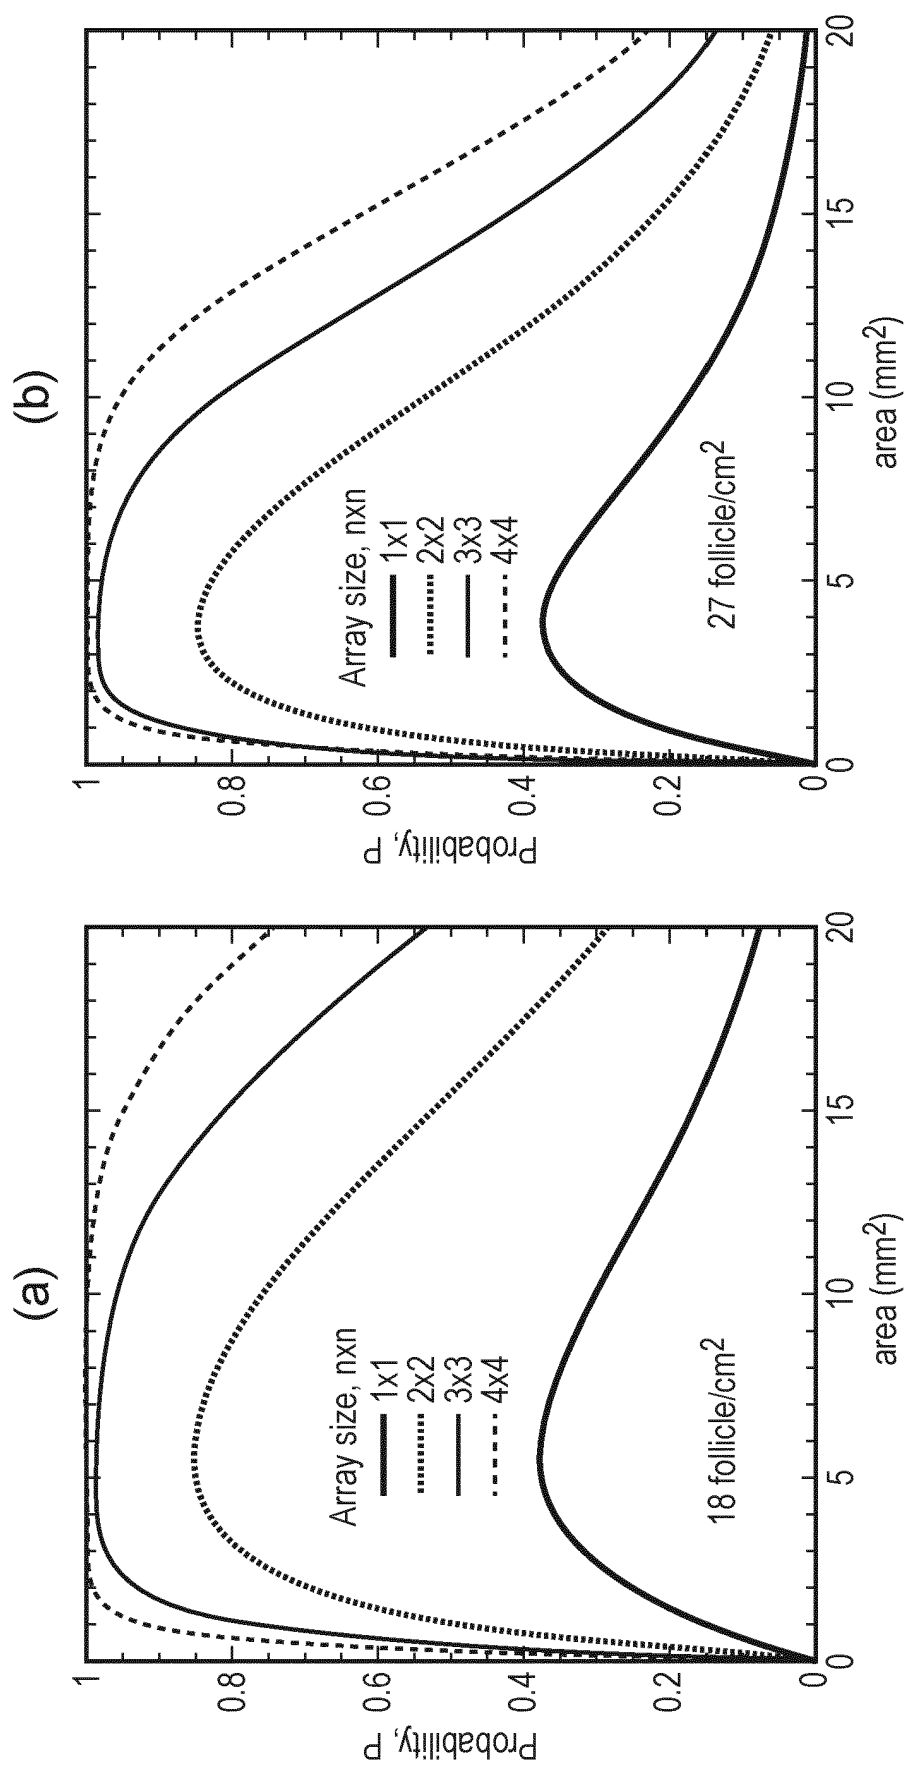 (a)
Probability, P
1
0.8
0.6
0.4
0.2
0
Array size, nxn
1x1
2x2
3x3
4x4
18 follicle/cm²
0 5 10 15 20
area (mm²)
(b)
Probability, P
1
0.8
0.6
0.4
0.2
0
Array size, nxn
1x1
2x2
3x3
4x4
27 follicle/cm²
0 5 10 15 20
area (mm²)